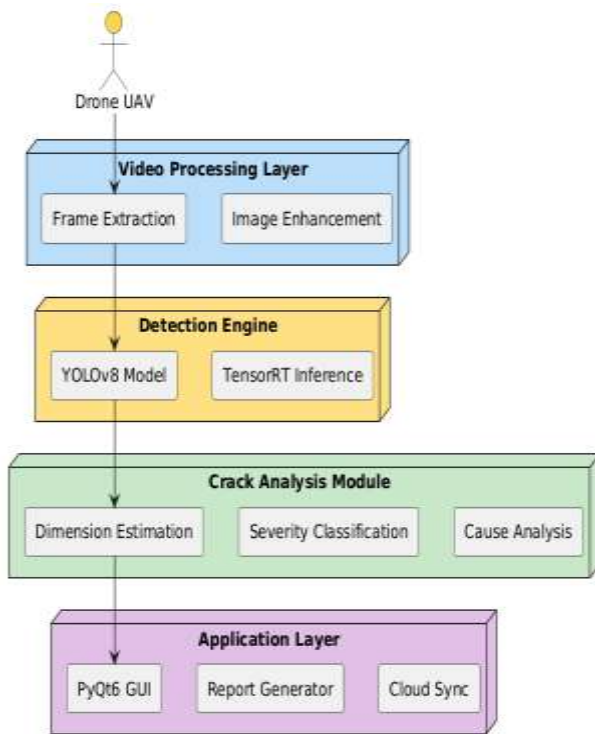 Drone UAV
Video Processing Layer
Frame Extraction
Image Enhancement
Detection Engine
YOLOv8 Model
TensorRT Inference
Crack Analysis Module
Dimension Estimation
Severity Classification
Cause Analysis
Application Layer
PyQt6 GUI
Report Generator
Cloud Sync